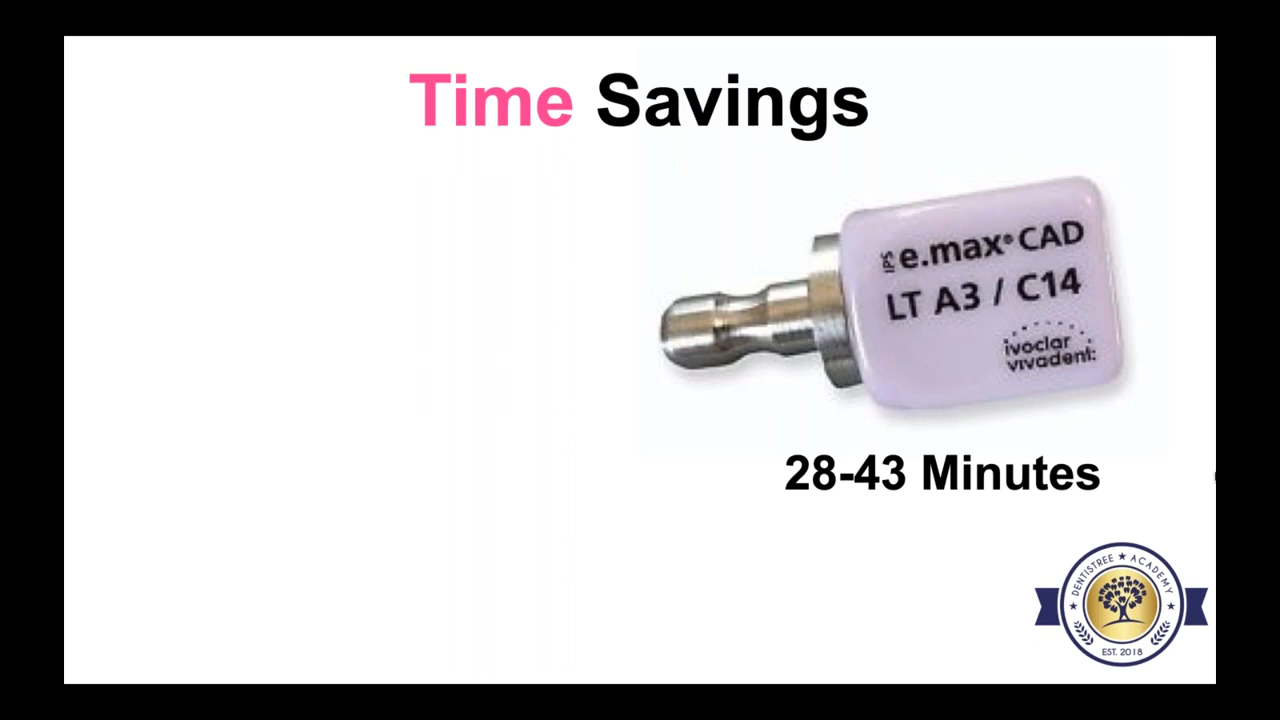 Time Savings
IPS e.max® CAD
LT A3 / C14
ivoclar
vivadent:
28-43 Minutes
DENTISTREE ★ ACADEMY
EST. 2018